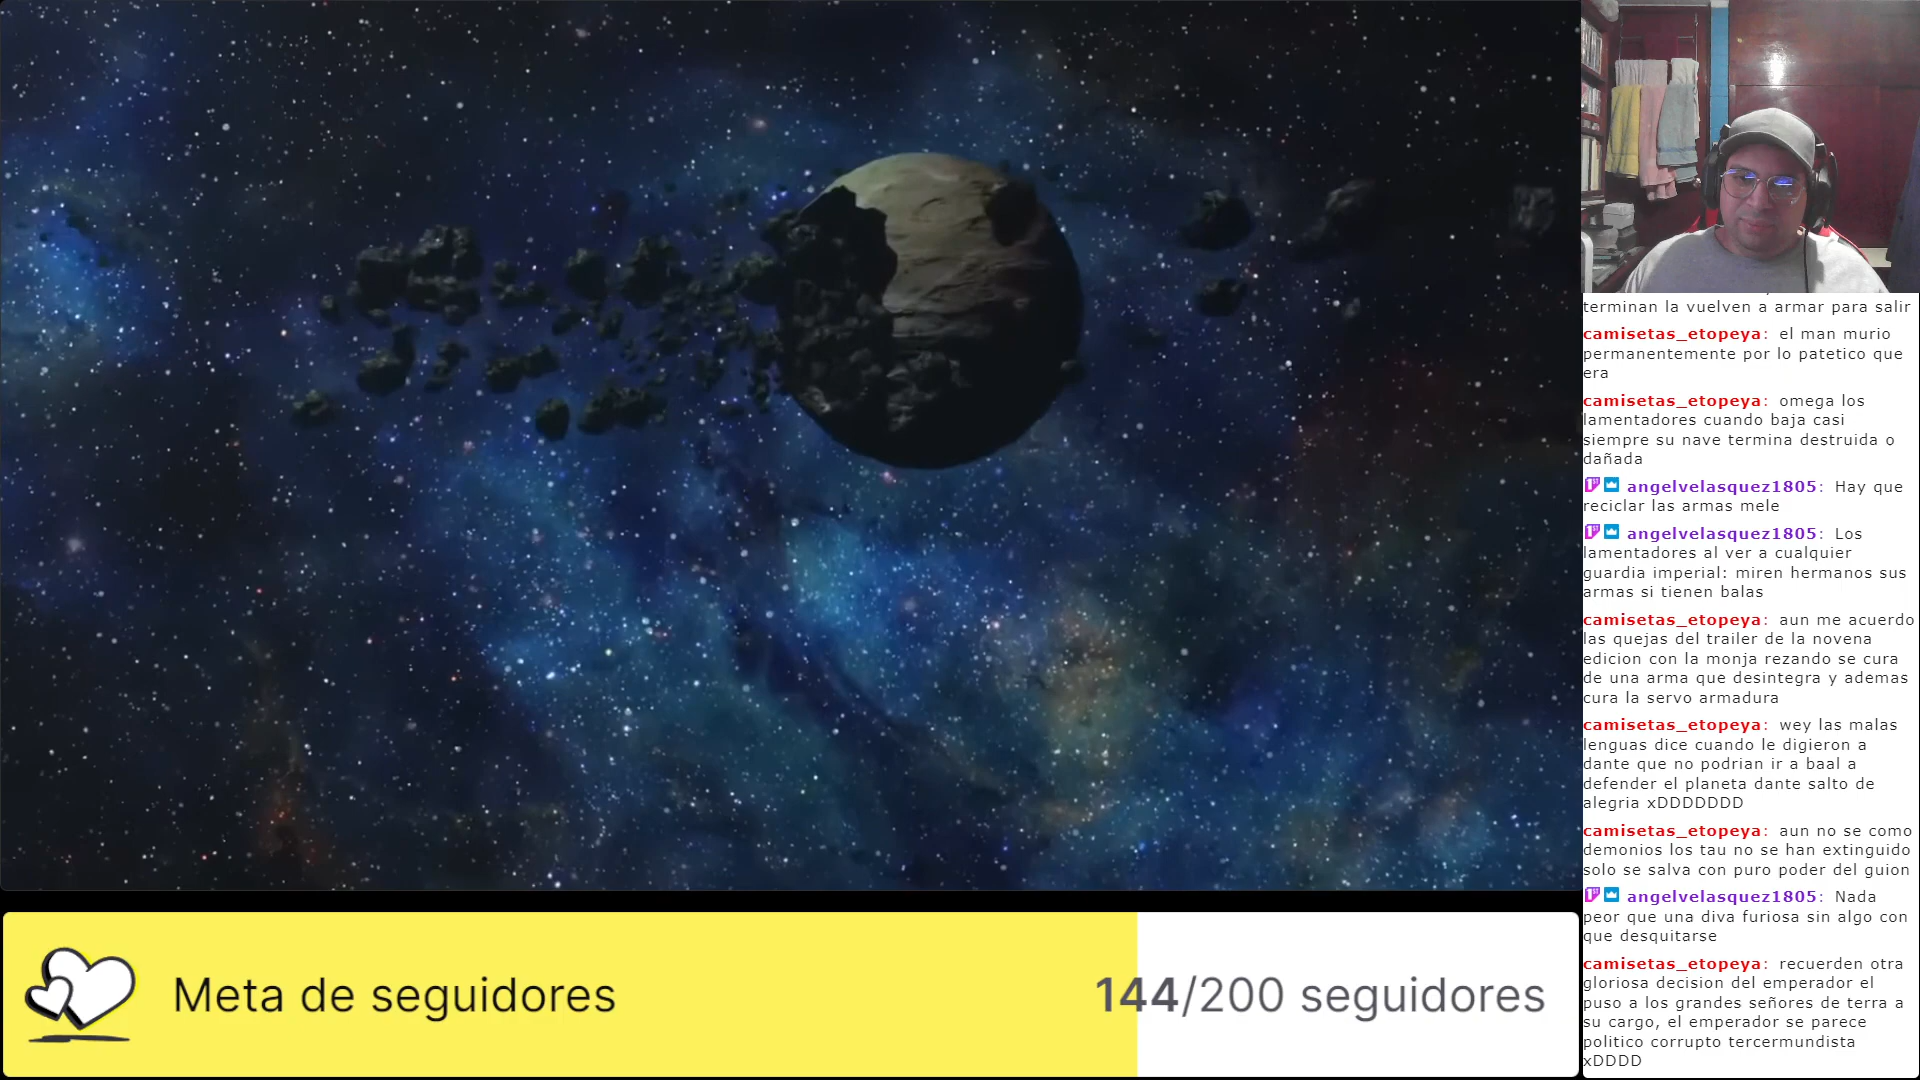 terminan la vuelven a armar para salir
camisetas_etopeya: el man murio
permanentemente por lo patetico que
era
camisetas_etopeya: omega los
lamentadores cuando baja casi
siempre su nave termina destruida o
dañada
angelvelasquez1805: Hay que
reciclar las armas mele
angelvelasquez1805: Los
lamentadores al ver a cualquier
guardia imperial: miren hermanos sus
armas si tienen balas
camisetas_etopeya: aun me acuerdo
las quejas del trailer de la novena
edicion con la monja rezando se cura
de una arma que desintegra y ademas
cura la servo armadura
camisetas_etopeya: wey las malas
lenguas dice cuando le digieron a
dante que no podrian ir a baal a
defender el planeta dante salto de
alegria xDDDDDDD
camisetas_etopeya: aun no se como
demonios los tau no se han extinguido
solo se salva con puro poder del guion
angelvelasquez1805: Nada
peor que una diva furiosa sin algo con
que desquitarse
camisetas_etopeya: recuerden otra
gloriosa decision del emperador el
puso a los grandes señores de terra a
su cargo, el emperador se parece
politico corrupto tercermundista
xDDDD
Meta de seguidores
144/200 seguidores